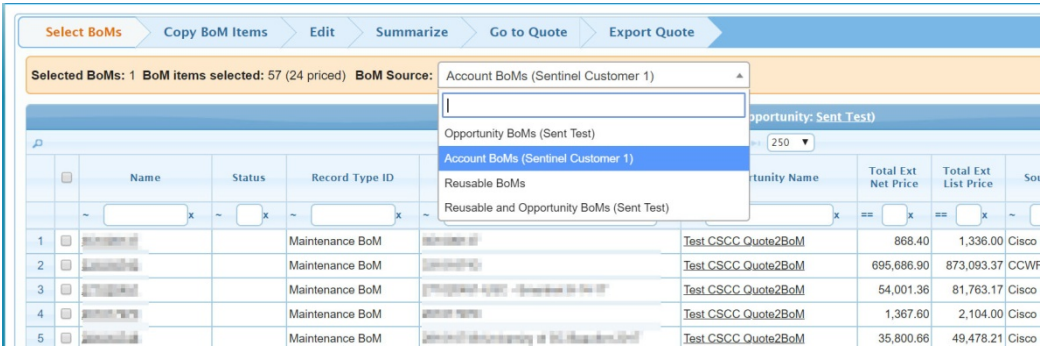 Select BoMs Copy BoM Items Edit Summarize Go to Quote Export Quote
Selected BoMs: 1 BoM items selected: 57 (24 priced) BoM Source: Account BoMs (Sentinel Customer 1)
pportunity: Sent Test)
Opportunity BoMs (Sent Test)
250
Account BoMs (Sentinel Customer 1)
Reusable BoMs
Reusable and Opportunity BoMs (Sent Test)
Name Status Record Type ID rtunity Name Total Ext Net Price Total Ext List Price Sou
~ x ~ x ~ x ~ x == x == x ~
1 Maintenance BoM Test CSCC Quote2BoM 868.40 1,336.00 Cisco
2 Maintenance BoM Test CSCC Quote2BoM 695,686.90 873,093.37 CCWF
3 Maintenance BoM Test CSCC Quote2BoM 54,001.36 81,763.17 Cisco
4 Maintenance BoM Test CSCC Quote2BoM 1,367.60 2,104.00 Cisco
5 Maintenance BoM Test CSCC Quote2BoM 35,800.66 49,478.21 Cisco